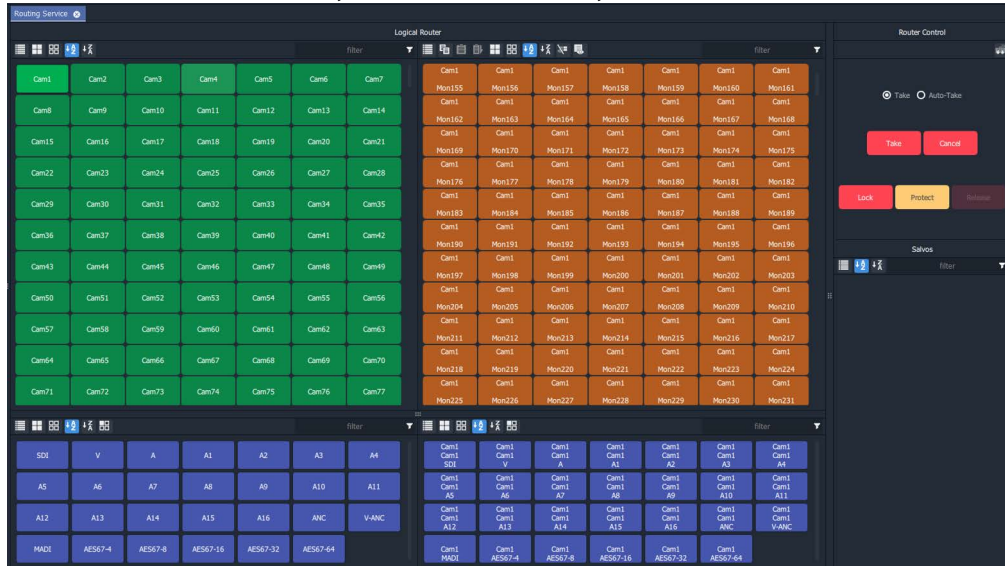 Routing Service
Logical Router
Router Control
filter
filter
Cam1 Cam2 Cam3 Cam4 Cam5 Cam6 Cam7
Cam8 Cam9 Cam10 Cam11 Cam12 Cam13 Cam14
Cam15 Cam16 Cam17 Cam18 Cam19 Cam20 Cam21
Cam22 Cam23 Cam24 Cam25 Cam26 Cam27 Cam28
Cam29 Cam30 Cam31 Cam32 Cam33 Cam34 Cam35
Cam36 Cam37 Cam38 Cam39 Cam40 Cam41 Cam42
Cam43 Cam44 Cam45 Cam46 Cam47 Cam48 Cam49
Cam50 Cam51 Cam52 Cam53 Cam54 Cam55 Cam56
Cam57 Cam58 Cam59 Cam60 Cam61 Cam62 Cam63
Cam64 Cam65 Cam66 Cam67 Cam68 Cam69 Cam70
Cam71 Cam72 Cam73 Cam74 Cam75 Cam76 Cam77
Cam1 Cam1 Cam1 Cam1 Cam1 Cam1 Cam1
Mon155 Mon156 Mon157 Mon158 Mon159 Mon160 Mon161
Cam1 Cam1 Cam1 Cam1 Cam1 Cam1 Cam1
Mon162 Mon163 Mon164 Mon165 Mon166 Mon167 Mon168
Cam1 Cam1 Cam1 Cam1 Cam1 Cam1 Cam1
Mon169 Mon170 Mon171 Mon172 Mon173 Mon174 Mon175
Cam1 Cam1 Cam1 Cam1 Cam1 Cam1 Cam1
Mon176 Mon177 Mon178 Mon179 Mon180 Mon181 Mon182
Cam1 Cam1 Cam1 Cam1 Cam1 Cam1 Cam1
Mon183 Mon184 Mon185 Mon186 Mon187 Mon188 Mon189
Cam1 Cam1 Cam1 Cam1 Cam1 Cam1 Cam1
Mon190 Mon191 Mon192 Mon193 Mon194 Mon195 Mon196
Cam1 Cam1 Cam1 Cam1 Cam1 Cam1 Cam1
Mon197 Mon198 Mon199 Mon200 Mon201 Mon202 Mon203
Cam1 Cam1 Cam1 Cam1 Cam1 Cam1 Cam1
Mon204 Mon205 Mon206 Mon207 Mon208 Mon209 Mon210
Cam1 Cam1 Cam1 Cam1 Cam1 Cam1 Cam1
Mon211 Mon212 Mon213 Mon214 Mon215 Mon216 Mon217
Cam1 Cam1 Cam1 Cam1 Cam1 Cam1 Cam1
Mon218 Mon219 Mon220 Mon221 Mon222 Mon223 Mon224
Cam1 Cam1 Cam1 Cam1 Cam1 Cam1 Cam1
Mon225 Mon226 Mon227 Mon228 Mon229 Mon230 Mon231
Take Auto-Take
Take Cancel
Lock Protect Release
Salvos
filter
filter
filter
SDI V A A1 A2 A3 A4
A5 A6 A7 A8 A9 A10 A11
A12 A13 A14 A15 A16 ANC V-ANC
MADI AES67-4 AES67-8 AES67-16 AES67-32 AES67-64
Cam1 Cam1 Cam1 Cam1 Cam1 Cam1 Cam1
Cam1 Cam1 Cam1 Cam1 Cam1 Cam1 Cam1
SDI V A A1 A2 A3 A4
Cam1 Cam1 Cam1 Cam1 Cam1 Cam1 Cam1
Cam1 Cam1 Cam1 Cam1 Cam1 Cam1 Cam1
A5 A6 A7 A8 A9 A10 A11
Cam1 Cam1 Cam1 Cam1 Cam1 Cam1 Cam1
Cam1 Cam1 Cam1 Cam1 Cam1 Cam1 Cam1
A12 A13 A14 A15 A16 ANC V-ANC
Cam1 Cam1 Cam1 Cam1 Cam1 Cam1
MADI AES67-4 AES67-8 AES67-16 AES67-32 AES67-64